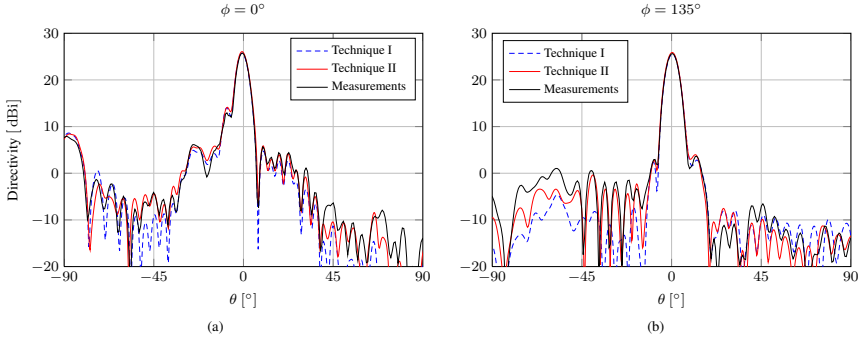 ϕ = 0°
Directivity [ dBi]
30
20
10
0
−10
−20
−90
−45
0
45
90
θ [°]
Technique I
Technique II
Measurements
(a)
ϕ = 135°
30
20
10
0
−10
−20
−90
−45
0
45
90
θ [°]
Technique I
Technique II
Measurements
(b)